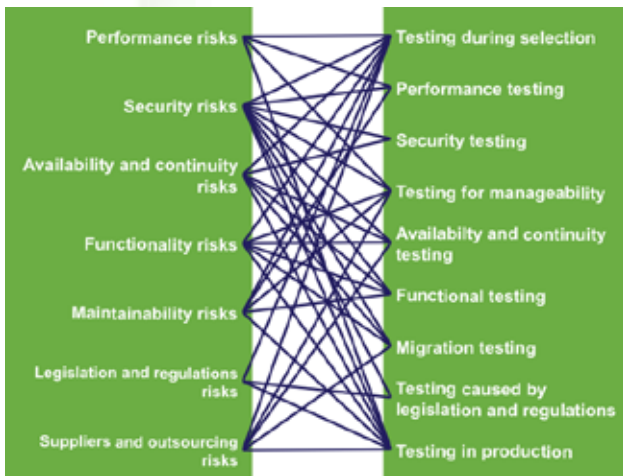 Performance risks
Security risks
Availability and continuity
risks
Functionality risks
Maintainability risks
Legislation and regulations
risks
Suppliers and outsourcing
risks
Testing during selection
Performance testing
Security testing
Testing for manageability
Availabilty and continuity
testing
Functional testing
Migration testing
Testing caused by
legislation and regulations
Testing in production